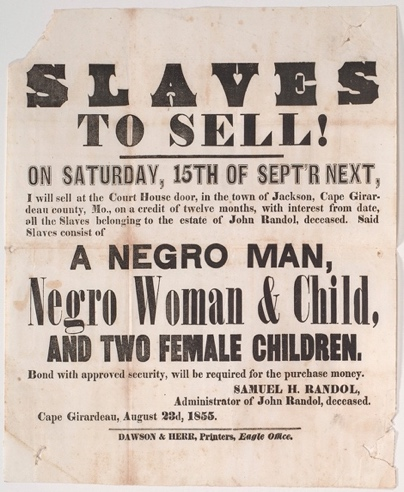 SLAVES
TO SELL!
ON SATURDAY, 15TH OF SEPT'R NEXT,
I will sell at the Court House door, in the town of Jackson, Cape Girar-
deau county, Mo., on a credit of twelve months, with interest from date,
all the Slaves belonging to the estate of John Randol, deceased. Said
Slaves consist of
A NEGRO MAN,
Negro Woman & Child,
AND TWO FEMALE CHILDREN.
Bond with approved security, will be required for the purchase money.
SAMUEL H. RANDOL,
Administrator of John Randol, deceased.
Cape Girardeau, August 23d, 1855.
DAWSON & HERR, Printers, Eagle Office.